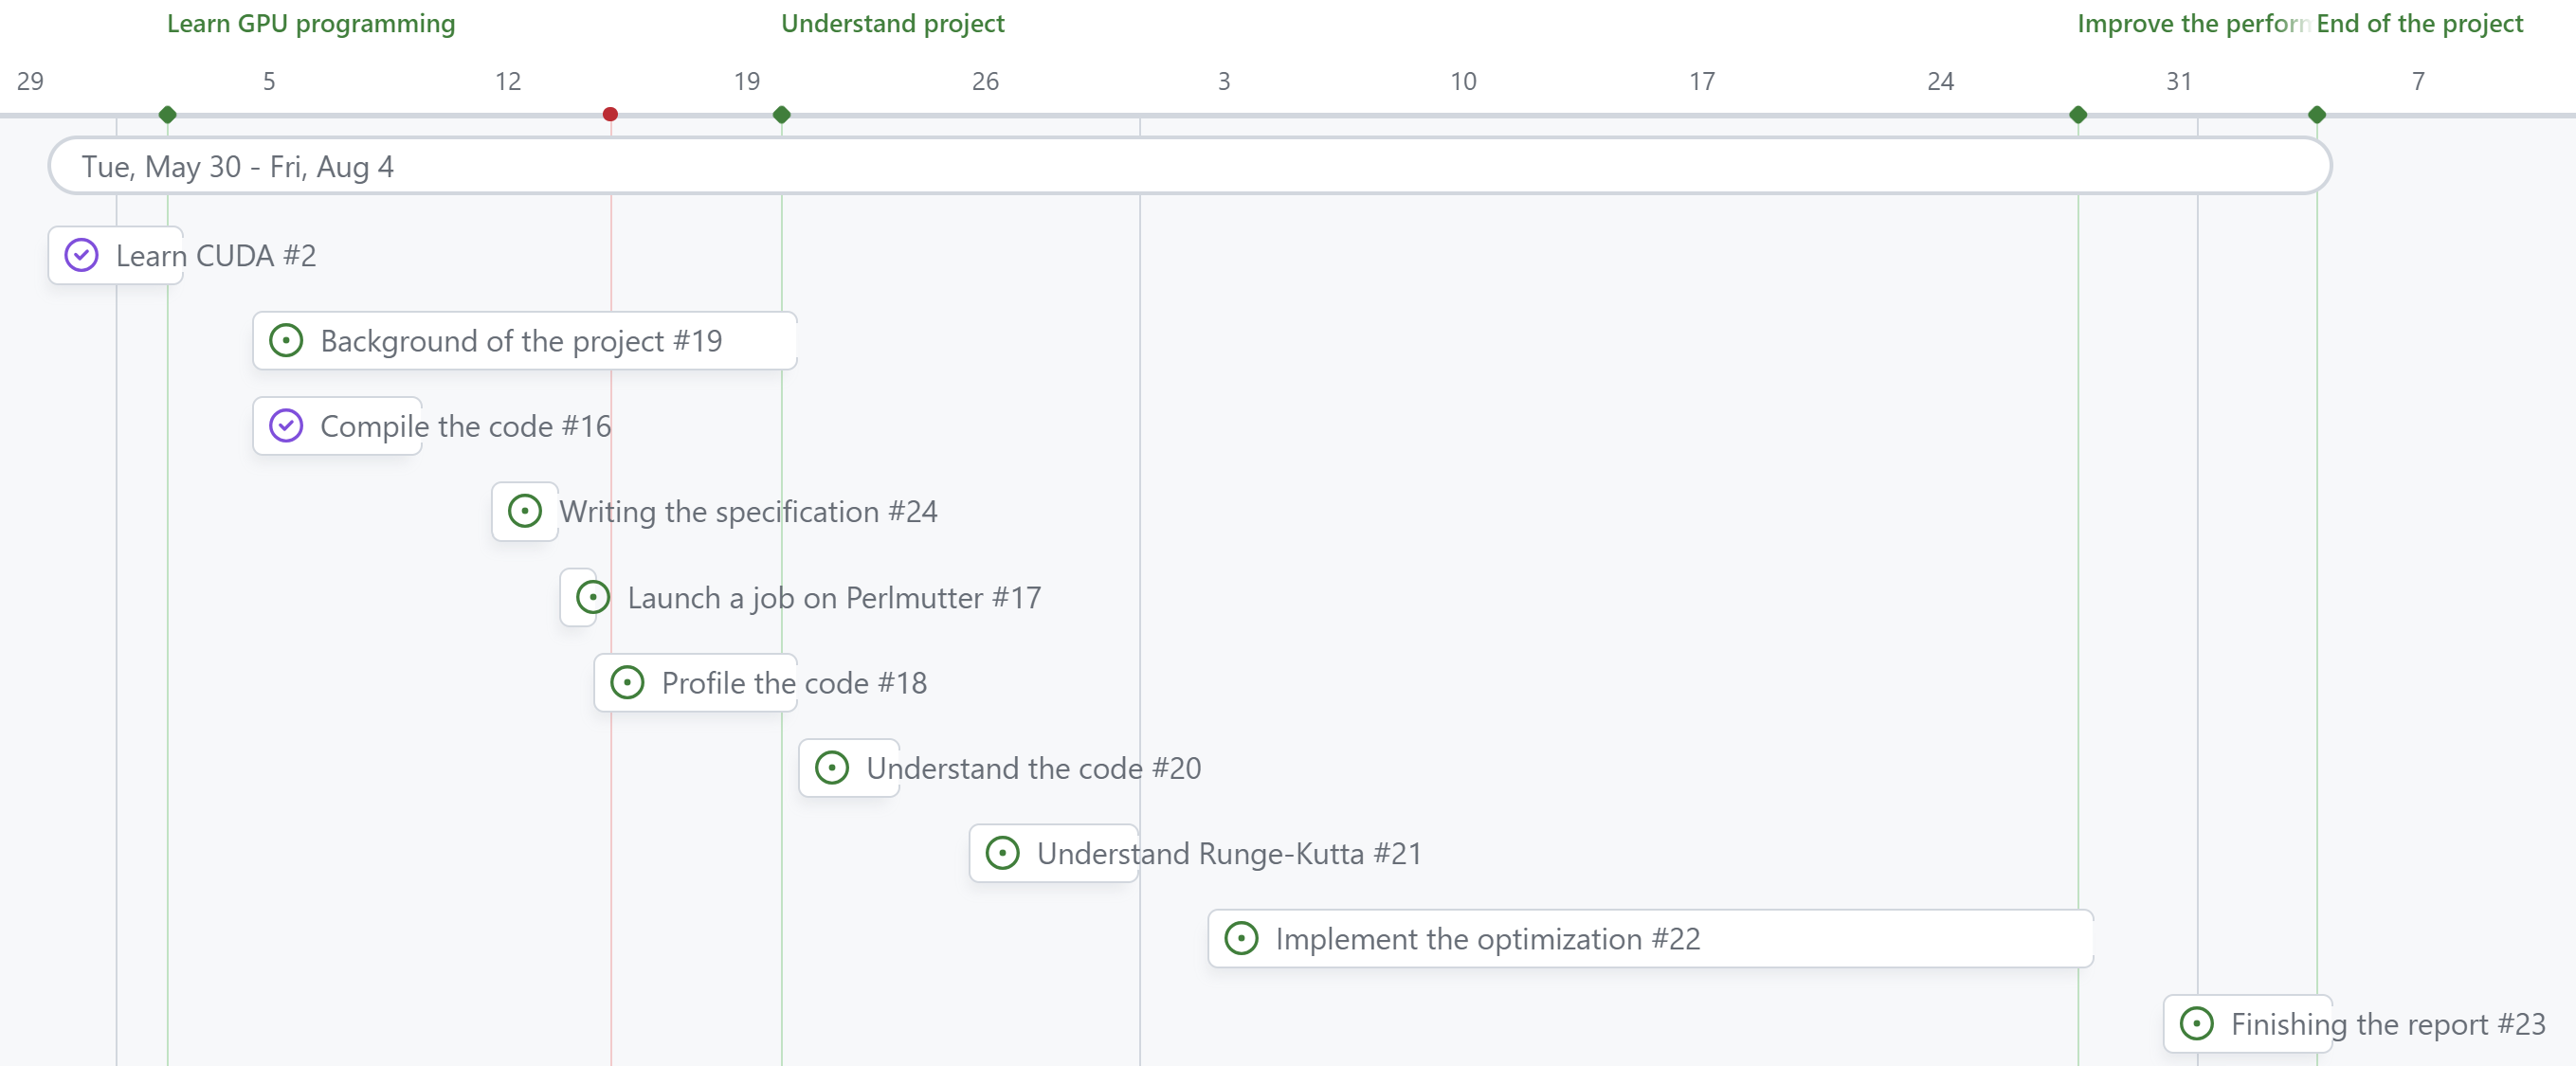 Learn GPU programming Understand project Improve the perforn End of the project
29 5 12 19 26 3 10 17 24 31 7
Tue, May 30 - Fri, Aug 4
Learn CUDA #2
Background of the project #19
Compile the code #16
Writing the specification #24
Launch a job on Perlmutter #17
Profile the code #18
Understand the code #20
Understand Runge-Kutta #21
Implement the optimization #22
Finishing the report #23